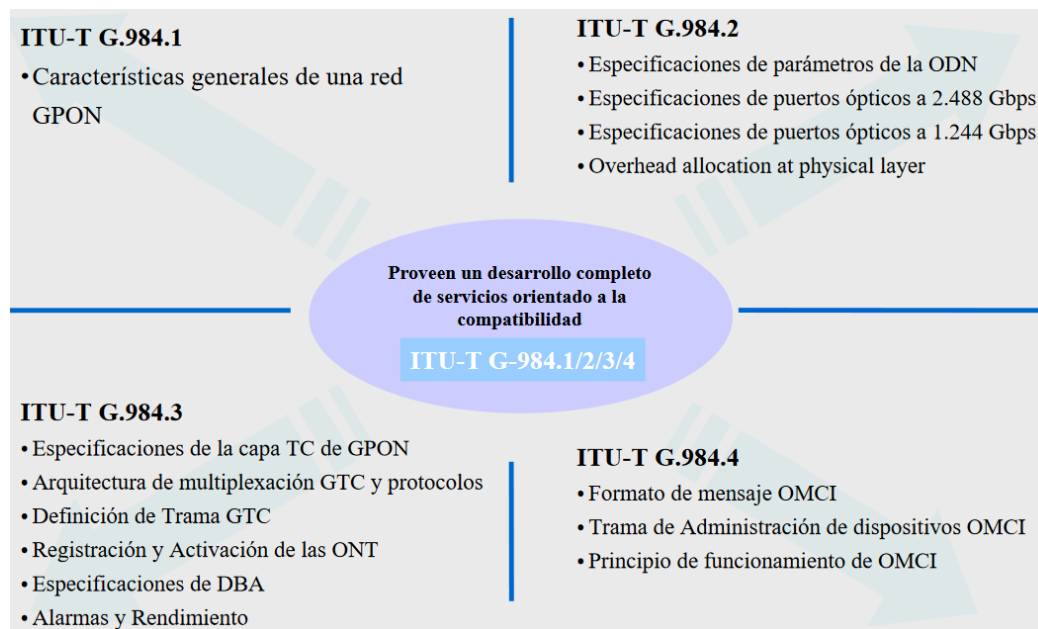 ITU-T G.984.1
• Características generales de una red
GPON
ITU-T G.984.2
• Especificaciones de parámetros de la ODN
• Especificaciones de puertos ópticos a 2.488 Gbps
• Especificaciones de puertos ópticos a 1.244 Gbps
• Overhead allocation at physical layer
Proveen un desarrollo completo
de servicios orientado a la
compatibilidad
ITU-T G-984.1/2/3/4
ITU-T G.984.3
• Especificaciones de la capa TC de GPON
• Arquitectura de multiplexación GTC y protocolos
• Definición de Trama GTC
• Registración y Activación de las ONT
• Especificaciones de DBA
• Alarmas y Rendimiento
ITU-T G.984.4
• Formato de mensaje OMCI
• Trama de Administración de dispositivos OMCI
• Principio de funcionamiento de OMCI